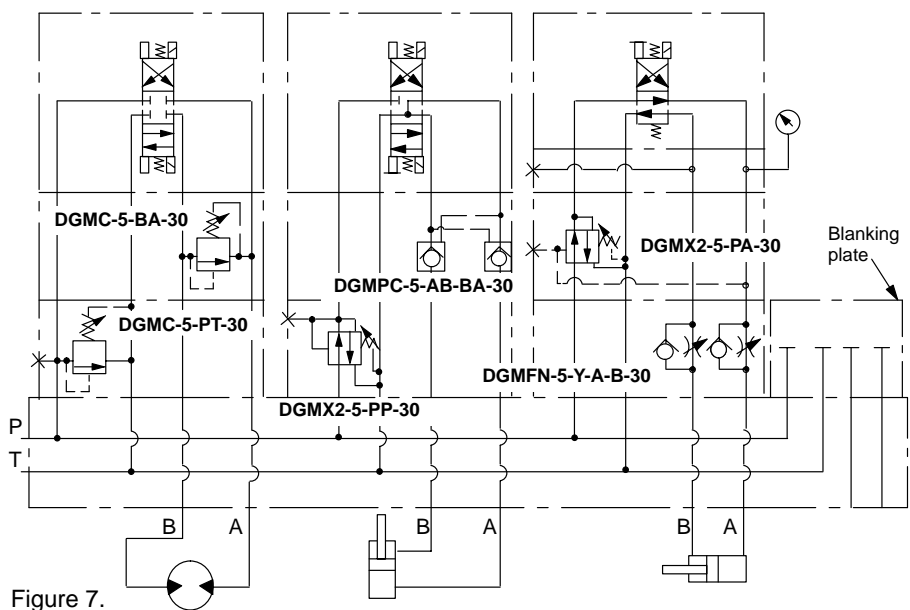 DGMC-5-BA-30
DGMX2-5-PA-30
Blanking
plate
DGMPC-5-AB-BA-30
DGMC-5-PT-30
DGMFN-5-Y-A-B-30
DGMX2-5-PP-30
P
T
B A B A B A
Figure 7.